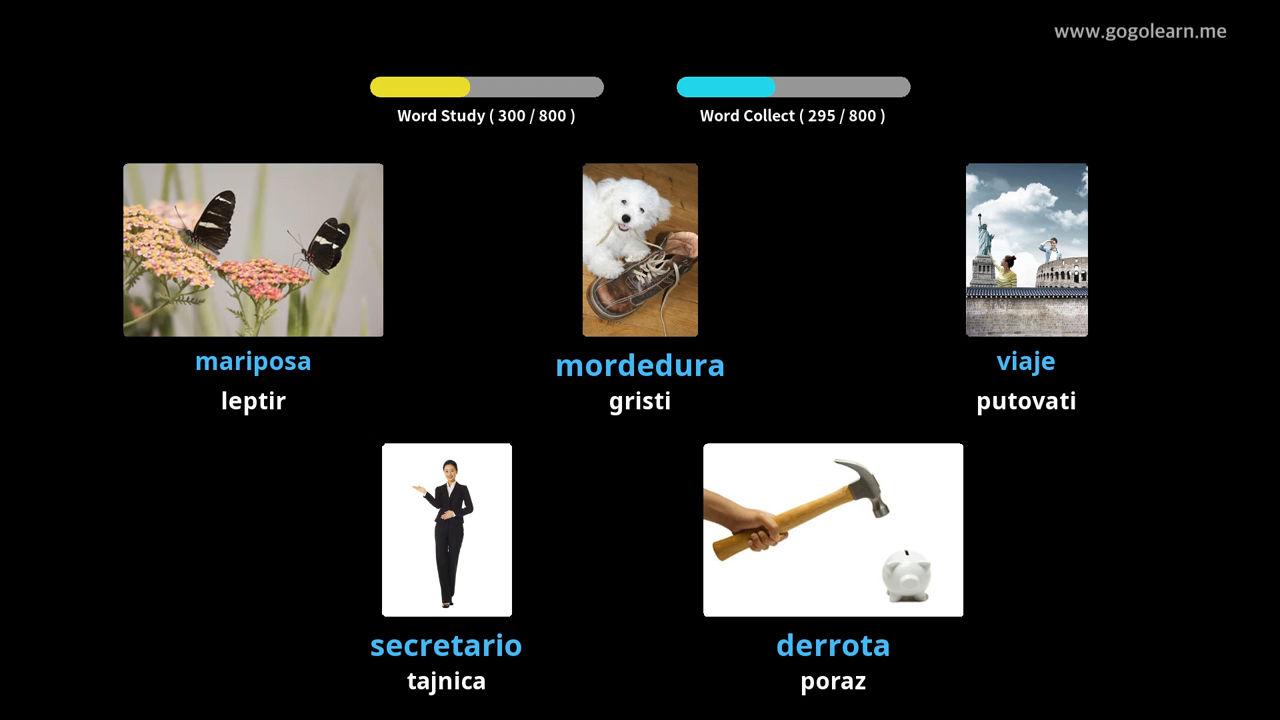 www.gogolearn.me
Word Study ( 300 / 800 )
Word Collect ( 295 / 800 )
mariposa
leptir
mordedura
gristi
viaje
putovati
secretario
tajnica
derrota
poraz